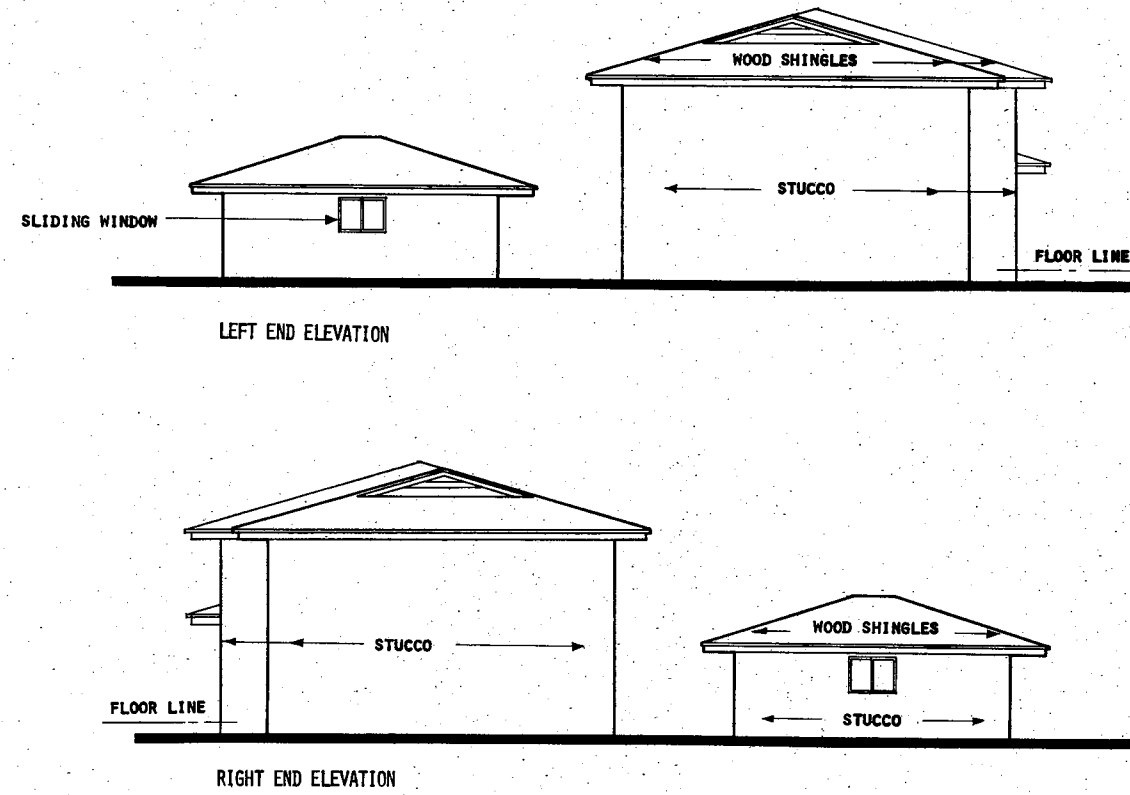 WOOD SHINGLES
STUCCO
SLIDING WINDOW
FLOOR LINE
LEFT END ELEVATION
WOOD SHINGLES
STUCCO
FLOOR LINE
STUCCO
RIGHT END ELEVATION